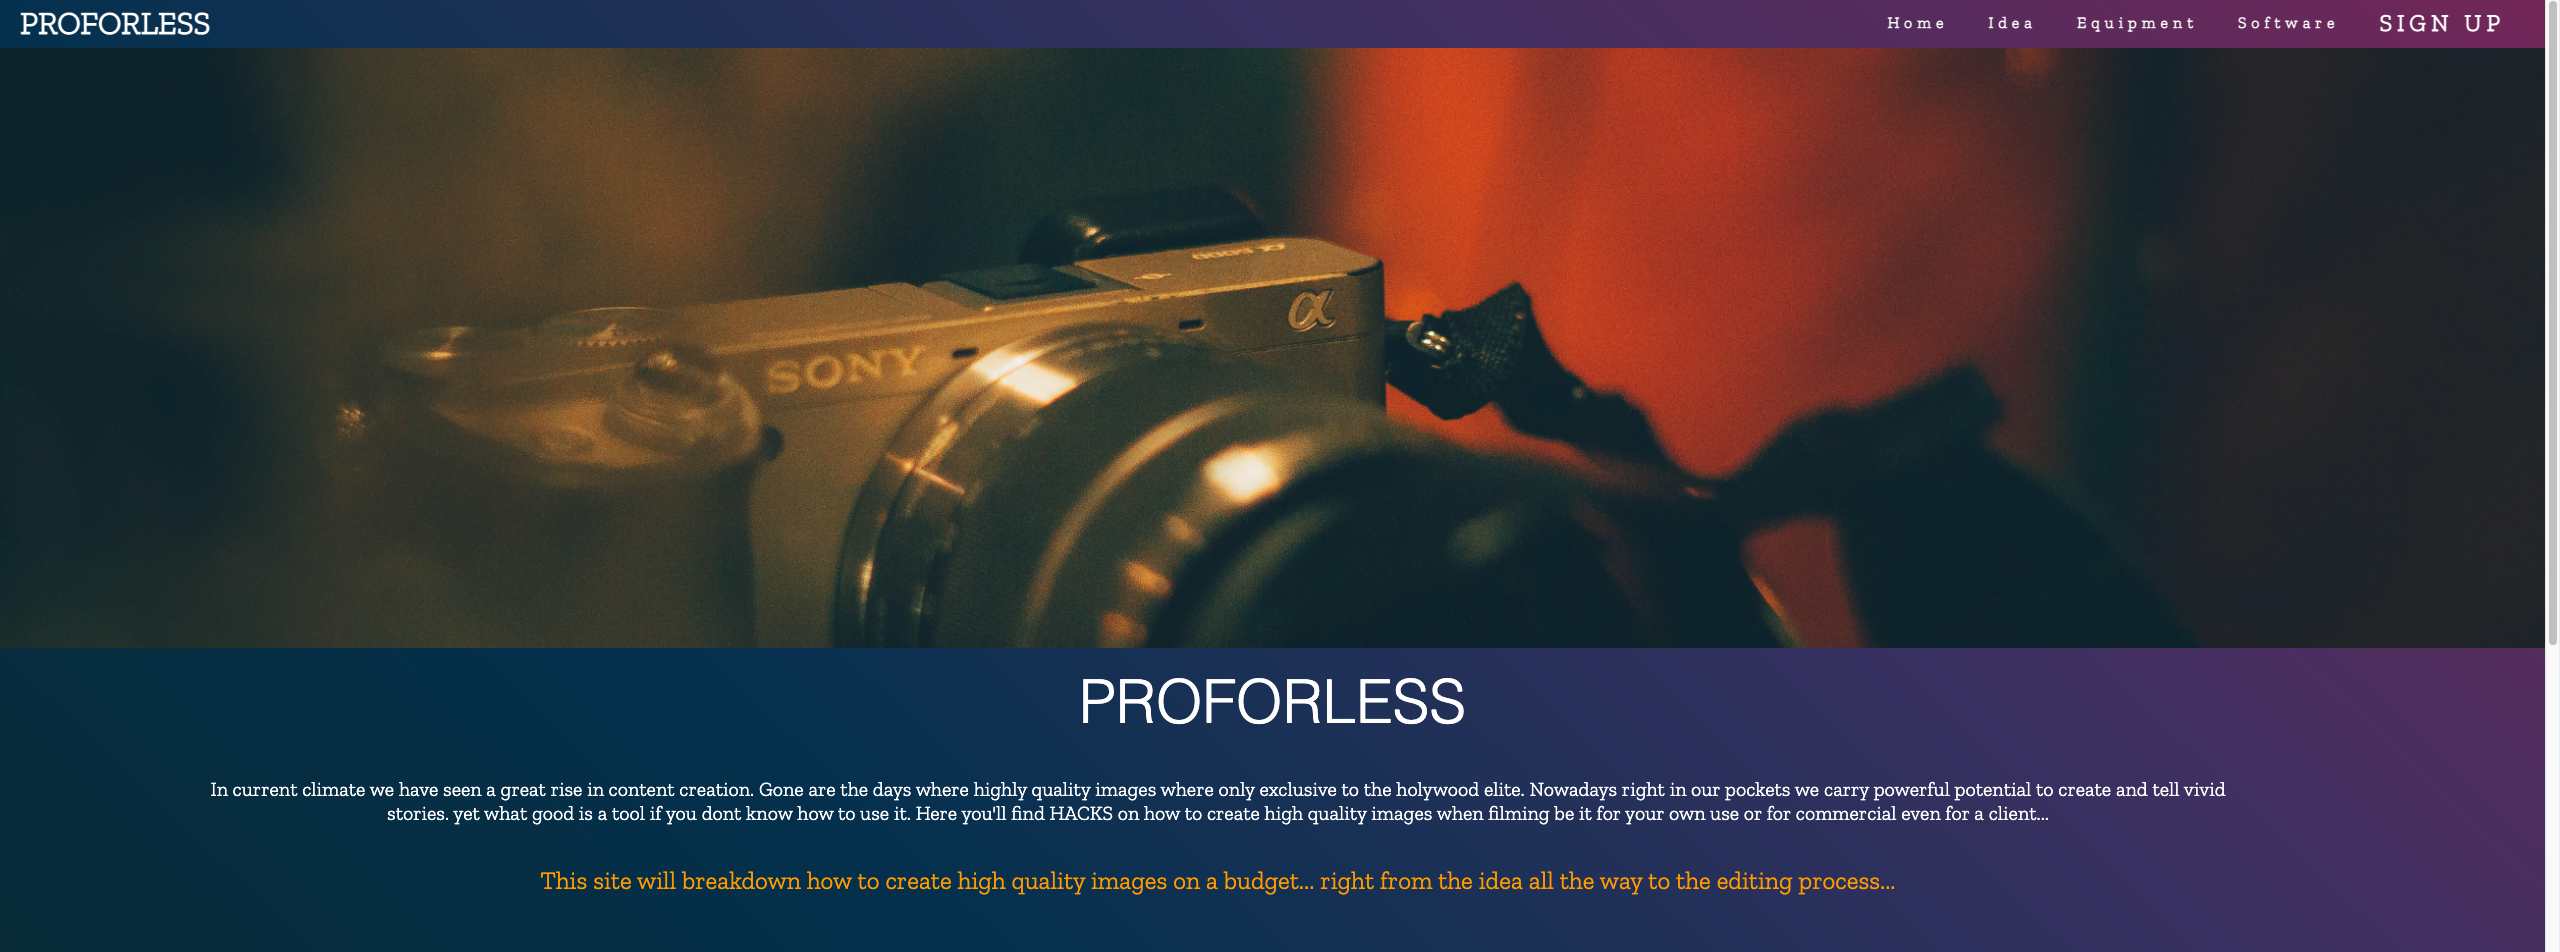 PROFORLESS
Home Idea Equipment Software SIGN UP
α 6000
α
SONY
PROFORLESS
In current climate we have seen a great rise in content creation. Gone are the days where highly quality images where only exclusive to the holywood elite. Nowadays right in our pockets we carry powerful potential to create and tell vivid
stories. yet what good is a tool if you dont know how to use it. Here you'll find HACKS on how to create high quality images when filming be it for your own use or for commercial even for a client...
This site will breakdown how to create high quality images on a budget... right from the idea all the way to the editing process...